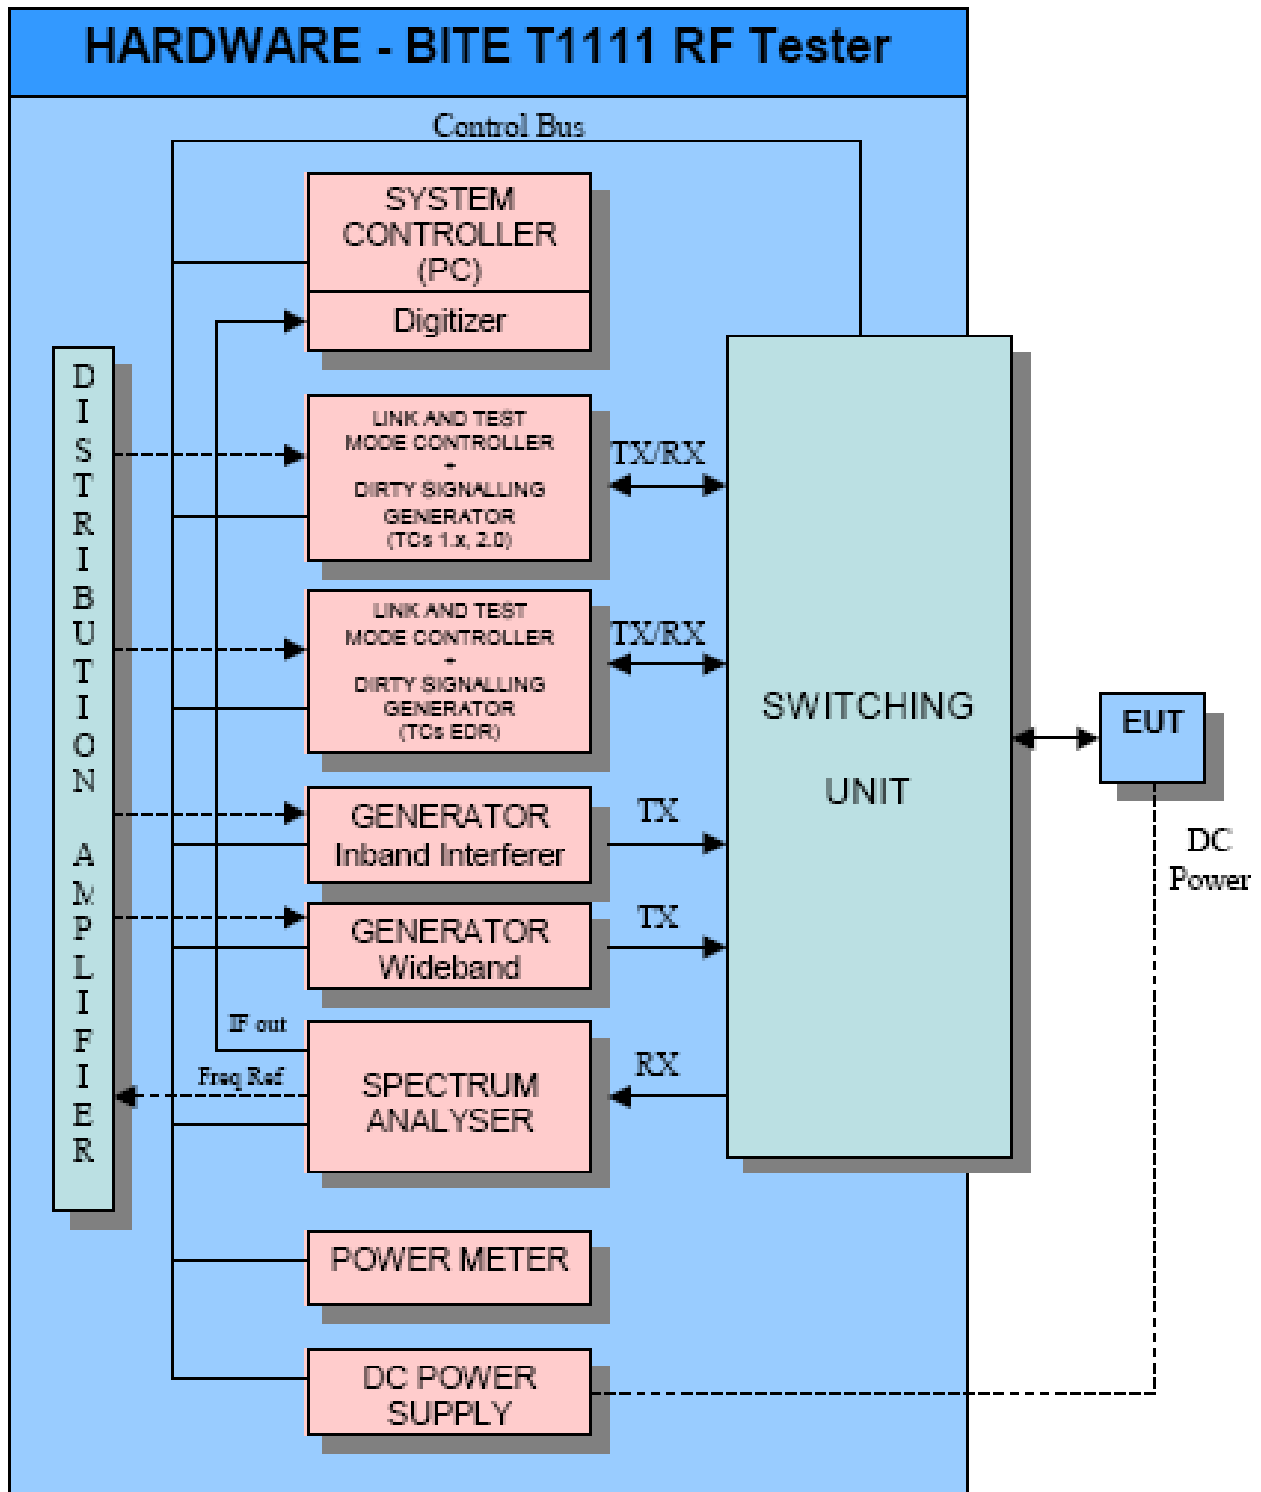 HARDWARE - BITE T1111 RF Tester
Control Bus
SYSTEM
CONTROLLER
(PC)
Digitizer
DISTRIBUTION AMPLIFIER
LINK AND TEST
MODE CONTROLLER
+
DIRTY SIGNALLING
GENERATOR
(TCs 1.x, 2.0)
TX/RX
LINK AND TEST
MODE CONTROLLER
+
DIRTY SIGNALLING
GENERATOR
(TCs EDR)
TX/RX
SWITCHING
UNIT
EUT
DC
Power
GENERATOR
Inband Interferer
TX
GENERATOR
Wideband
TX
IF out
Freq Ref
SPECTRUM
ANALYSER
RX
POWER METER
DC POWER
SUPPLY